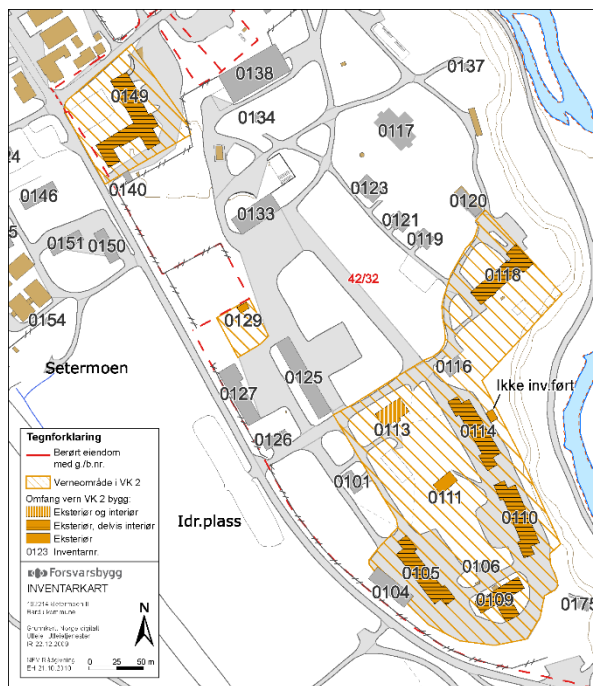 0138
0137
0149
0134
0117
0140
0123
0146
0133
0121
0119
0120
0151
0150
42/32
0118
0129
0154
Setermoen
0116
Ikke inv.ført
0127
0125
0113
0114
0126
0101
0111
0110
Idr.plass
0105
0106
0104
0109
0175
Tegnforklaring
Berørt eiendom
med g./b.nr.
Verneområde i VK 2
Omfang vern VK 2 bygg:
Eksteriør og interiør
Eksteriør, delvis interiør
Eksteriør
0123 Inventarnr.
Forsvarsbygg
INVENTARKART
N
0 25 50 m